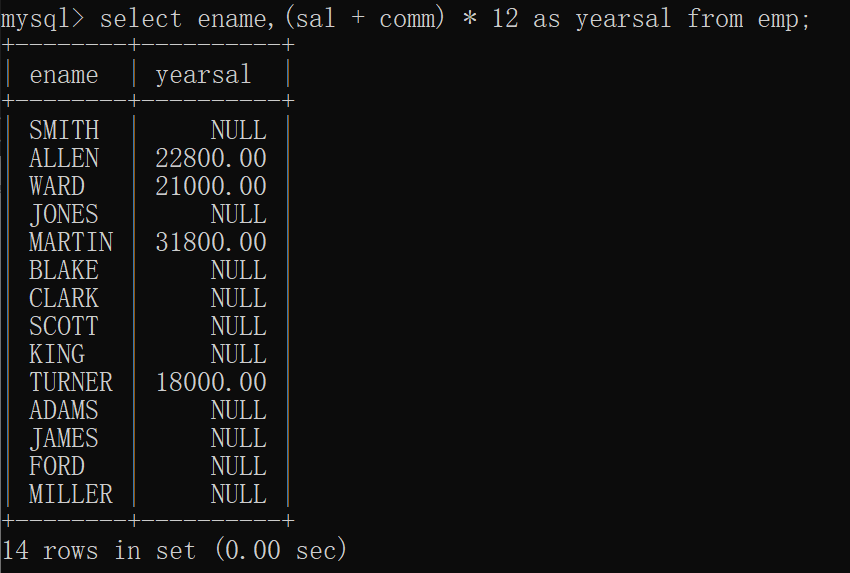 mysql> select ename,(sal + comm) * 12 as yearsal from emp;
+--------+----------+
| ename  | yearsal  |
+--------+----------+
| SMITH  |     NULL |
| ALLEN  | 22800.00 |
| WARD   | 21000.00 |
| JONES  |     NULL |
| MARTIN | 31800.00 |
| BLAKE  |     NULL |
| CLARK  |     NULL |
| SCOTT  |     NULL |
| KING   |     NULL |
| TURNER | 18000.00 |
| ADAMS  |     NULL |
| JAMES  |     NULL |
| FORD   |     NULL |
| MILLER |     NULL |
+--------+----------+
14 rows in set (0.00 sec)